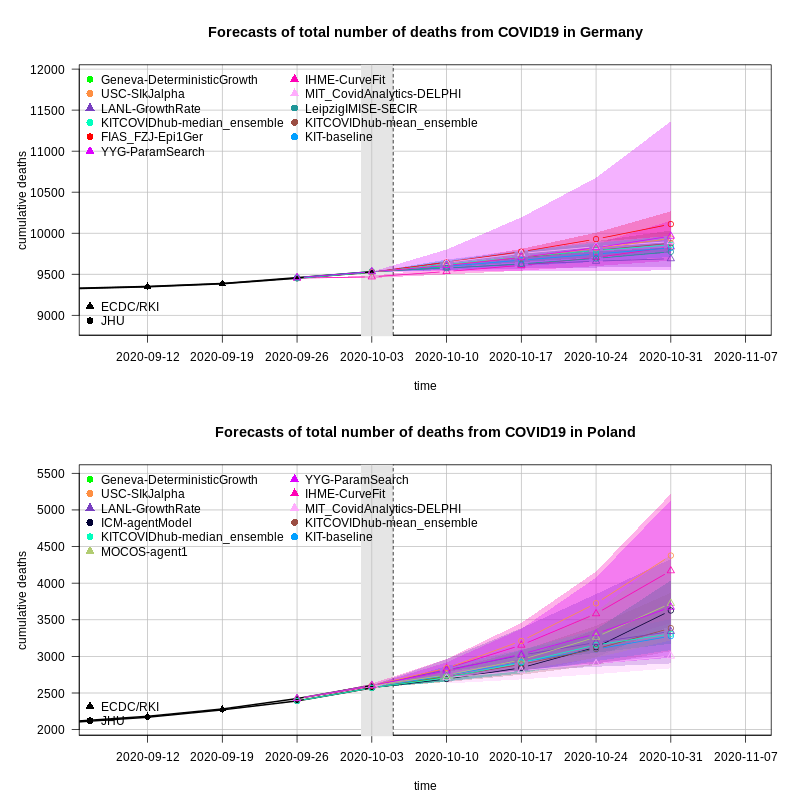 Forecasts of total number of deaths from COVID19 in Germany
cumulative deaths
12000
11500
11000
10500
10000
9500
9000
Geneva-DeterministicGrowth
USC-SIkJalpha
LANL-GrowthRate
KITCOVIDhub-median_ensemble
FIAS_FZJ-Epi1Ger
YYG-ParamSearch
IHME-CurveFit
MIT_CovidAnalytics-DELPHI
LeipzigIMISE-SECIR
KITCOVIDhub-mean_ensemble
KIT-baseline
ECDC/RKI
JHU
2020-09-12 2020-09-19 2020-09-26 2020-10-03 2020-10-10 2020-10-17 2020-10-24 2020-10-31 2020-11-07
time
Forecasts of total number of deaths from COVID19 in Poland
cumulative deaths
5500
5000
4500
4000
3500
3000
2500
2000
Geneva-DeterministicGrowth
USC-SIkJalpha
LANL-GrowthRate
ICM-agentModel
KITCOVIDhub-median_ensemble
MOCOS-agent1
YYG-ParamSearch
IHME-CurveFit
MIT_CovidAnalytics-DELPHI
KITCOVIDhub-mean_ensemble
KIT-baseline
ECDC/RKI
JHU
2020-09-12 2020-09-19 2020-09-26 2020-10-03 2020-10-10 2020-10-17 2020-10-24 2020-10-31 2020-11-07
time